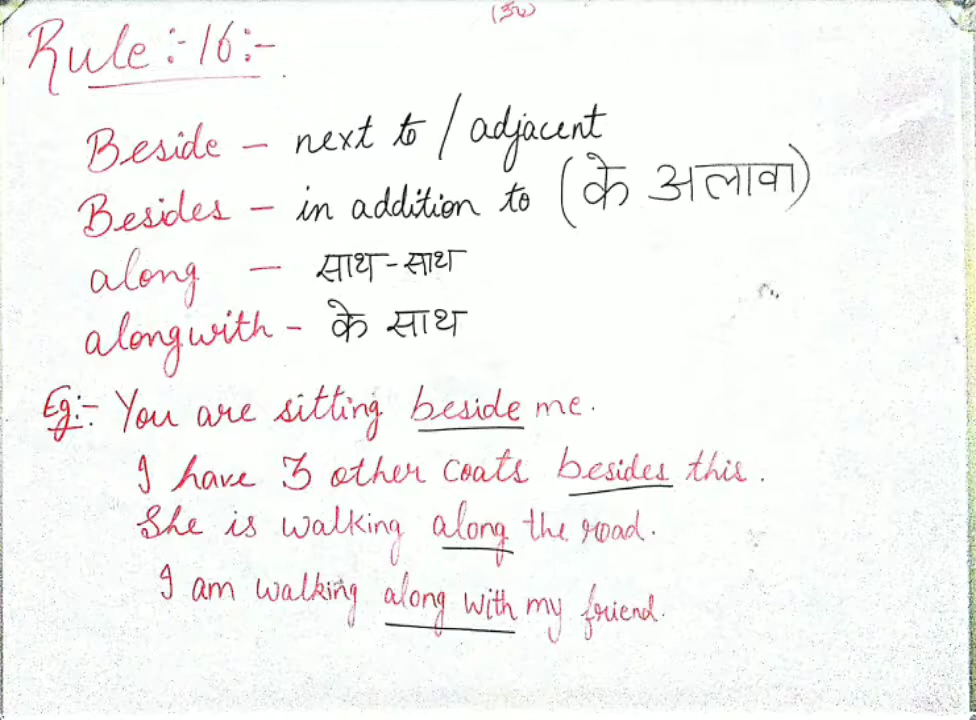 Rule :- 16 :-
Beside - next to / adjacent
Besides - in addition to (के अलावा)
along - साथ-साथ
alongwith - के साथ
Eg:- You are sitting beside me.
I have 3 other coats besides this.
She is walking along the road.
I am walking along with my friend.